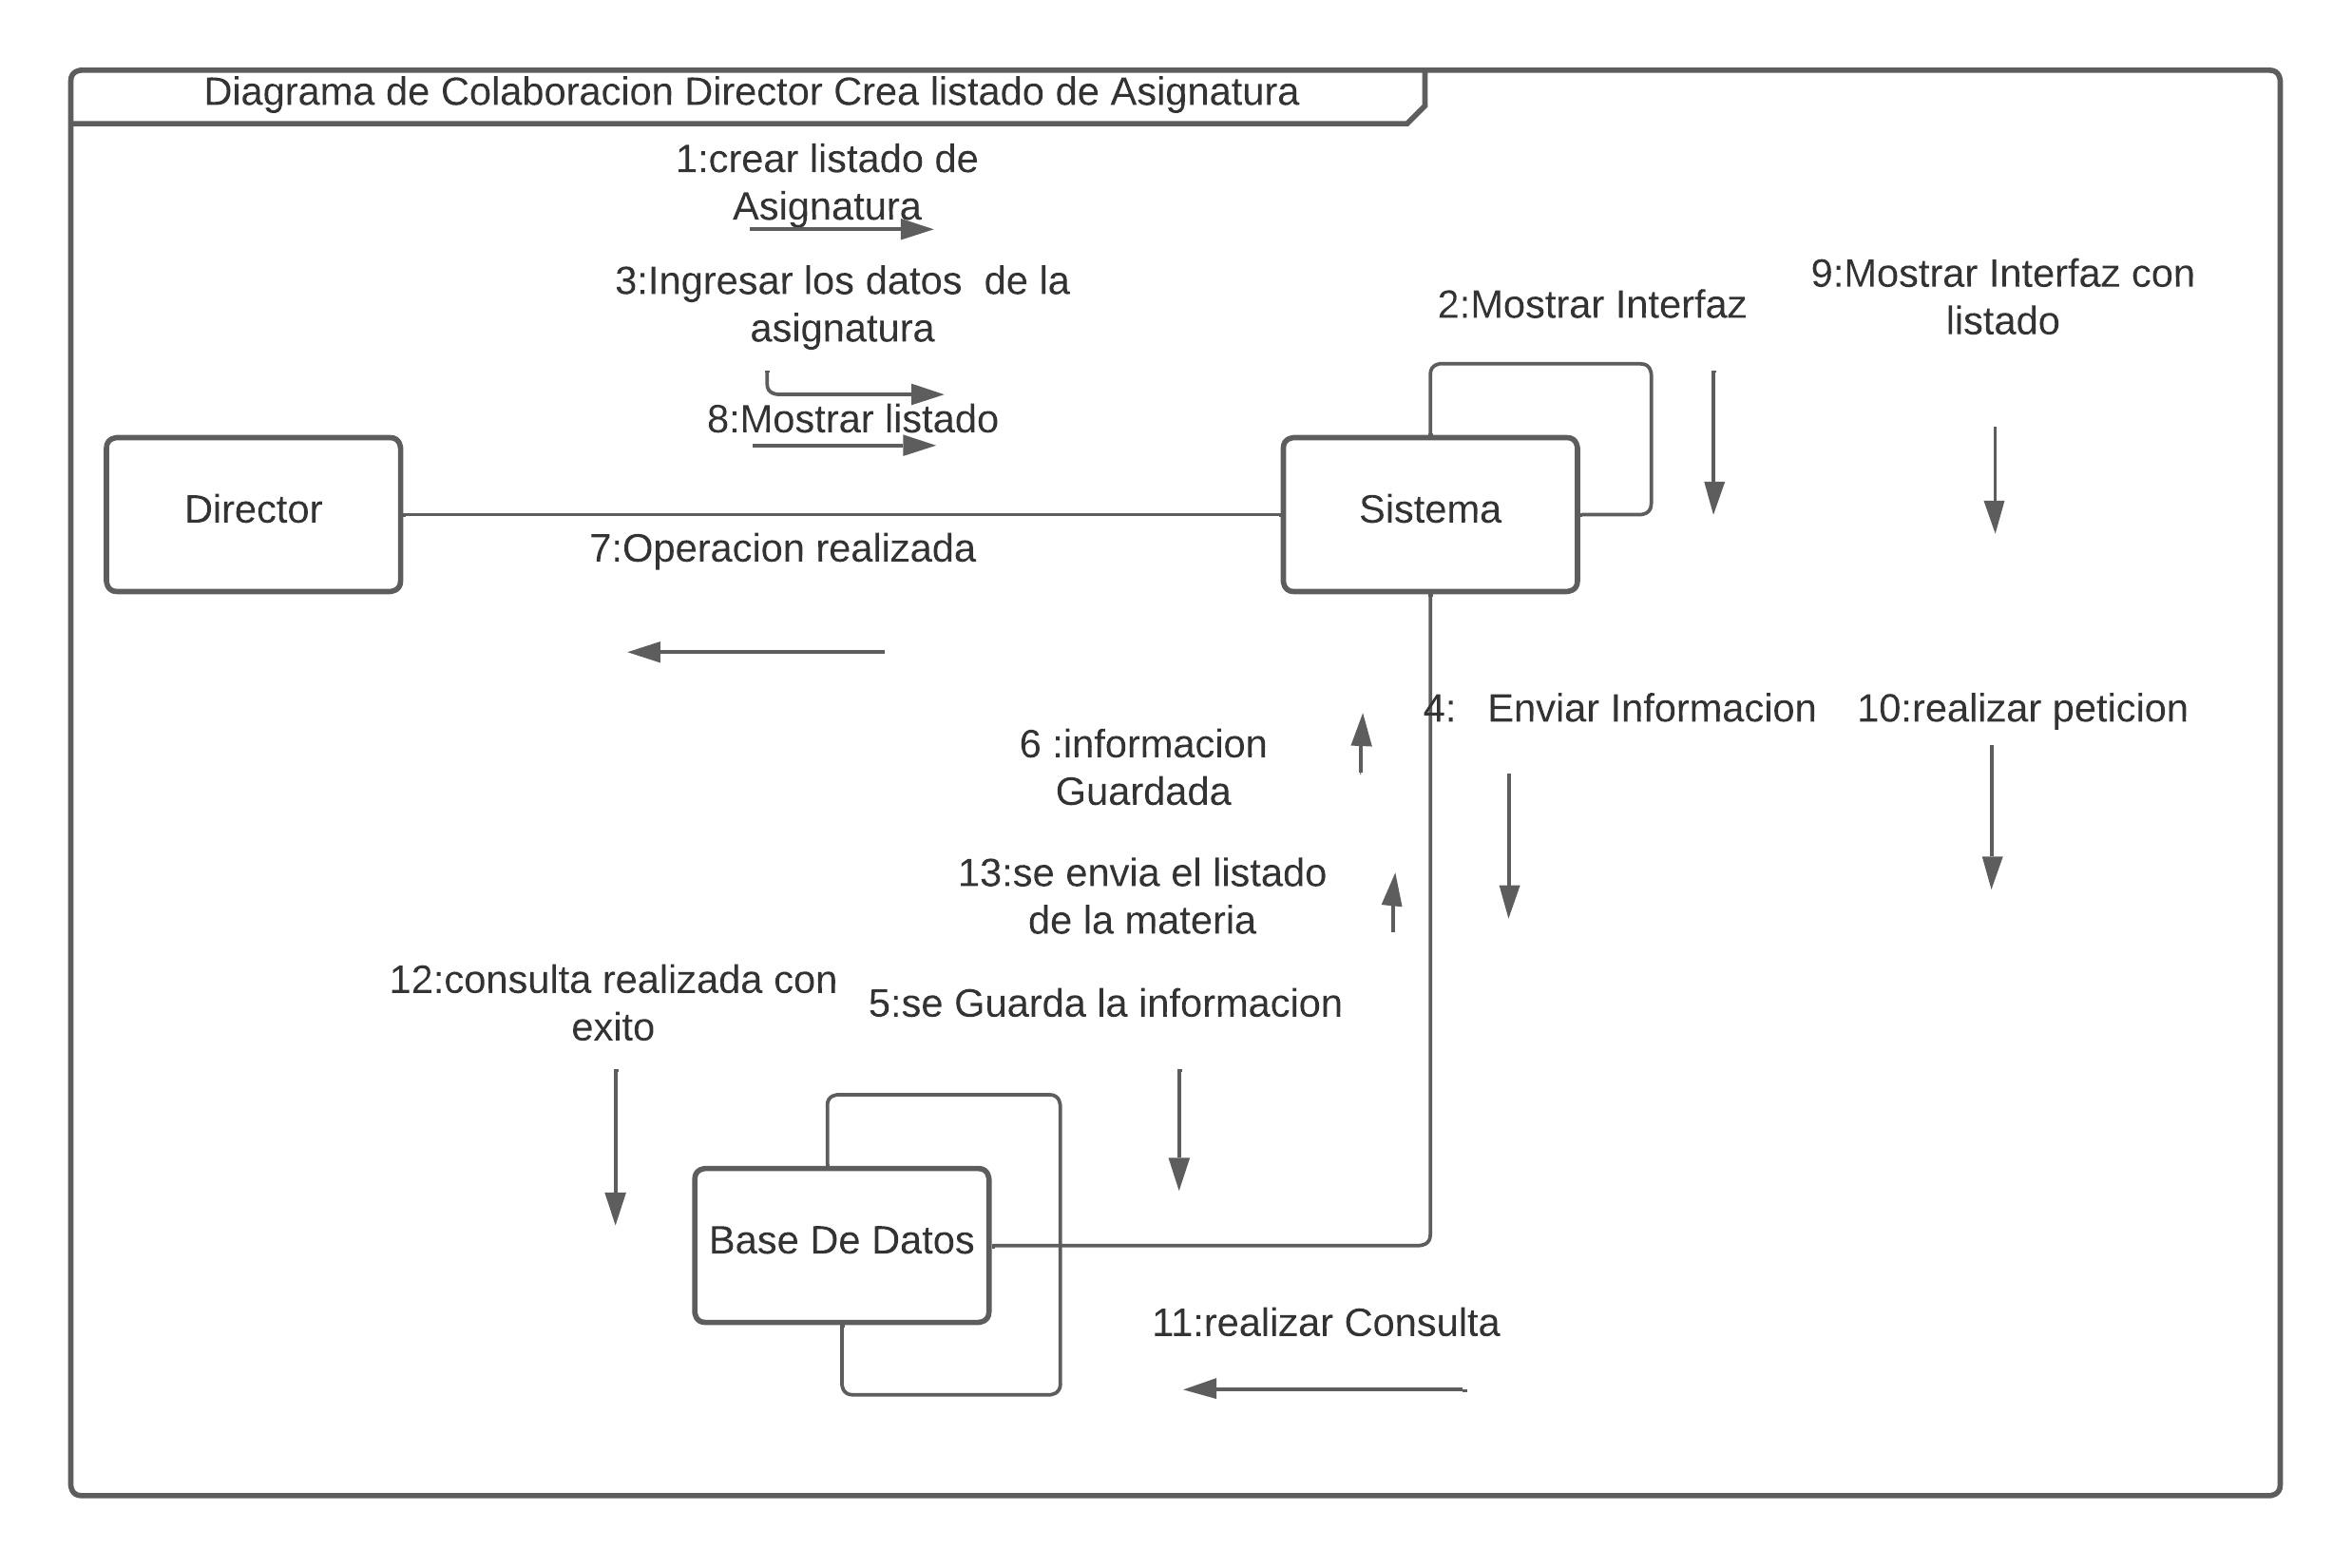 Diagrama de Colaboracion Director Crea listado de Asignatura
1:crear listado de
Asignatura
3:Ingresar los datos  de la
asignatura
8:Mostrar listado
2:Mostrar Interfaz
9:Mostrar Interfaz con
listado
Director
Sistema
7:Operacion realizada
4:   Enviar Informacion
10:realizar peticion
6 :informacion
Guardada
13:se envia el listado
de la materia
12:consulta realizada con
exito
5:se Guarda la informacion
Base De Datos
11:realizar Consulta